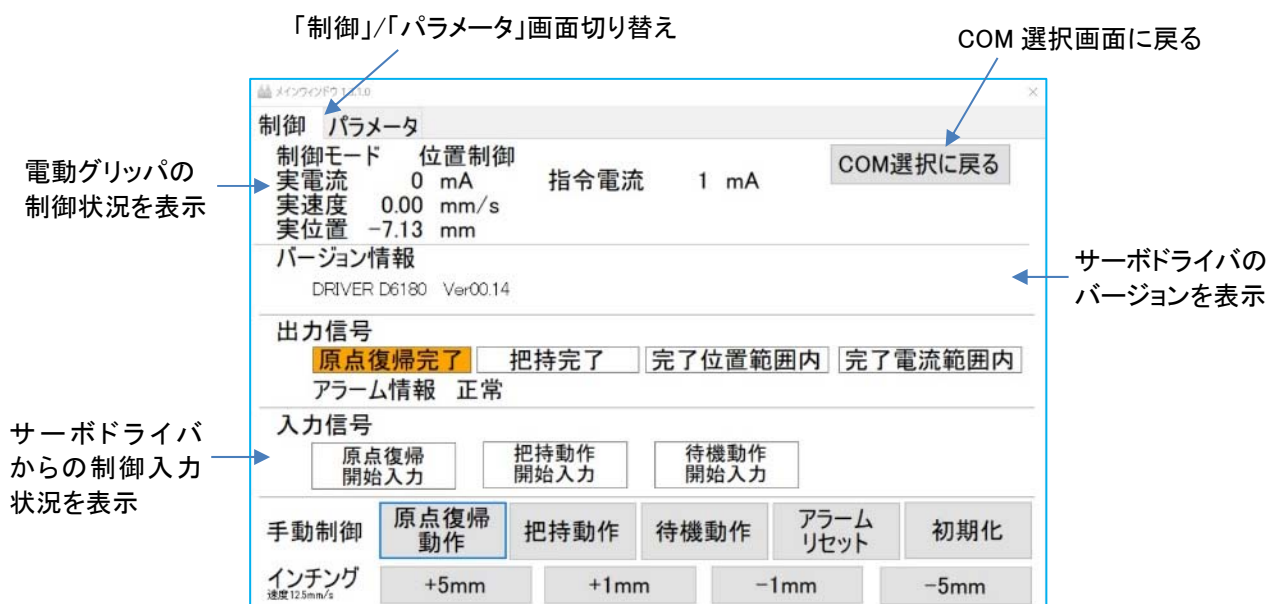 「制御」/「パラメータ」画面切り替え
COM 選択画面に戻る
メインウィンドウ 1.1.1.0
制御 パラメータ
制御モード 位置制御
COM選択に戻る
電動グリッパの
制御状況を表示
実電流 0 mA 指令電流 1 mA
実速度 0.00 mm/s
実位置 -7.13 mm
バージョン情報
DRIVER D6180 Ver00.14
サーボドライバの
バージョンを表示
出力信号
原点復帰完了 把持完了 完了位置範囲内 完了電流範囲内
アラーム情報 正常
サーボドライバ
からの制御入力
状況を表示
入力信号
原点復帰
開始入力
把持動作
開始入力
待機動作
開始入力
手動制御
原点復帰
動作
把持動作
待機動作
アラーム
リセット
初期化
インチング
速度12.5mm/s
+5mm +1mm -1mm -5mm